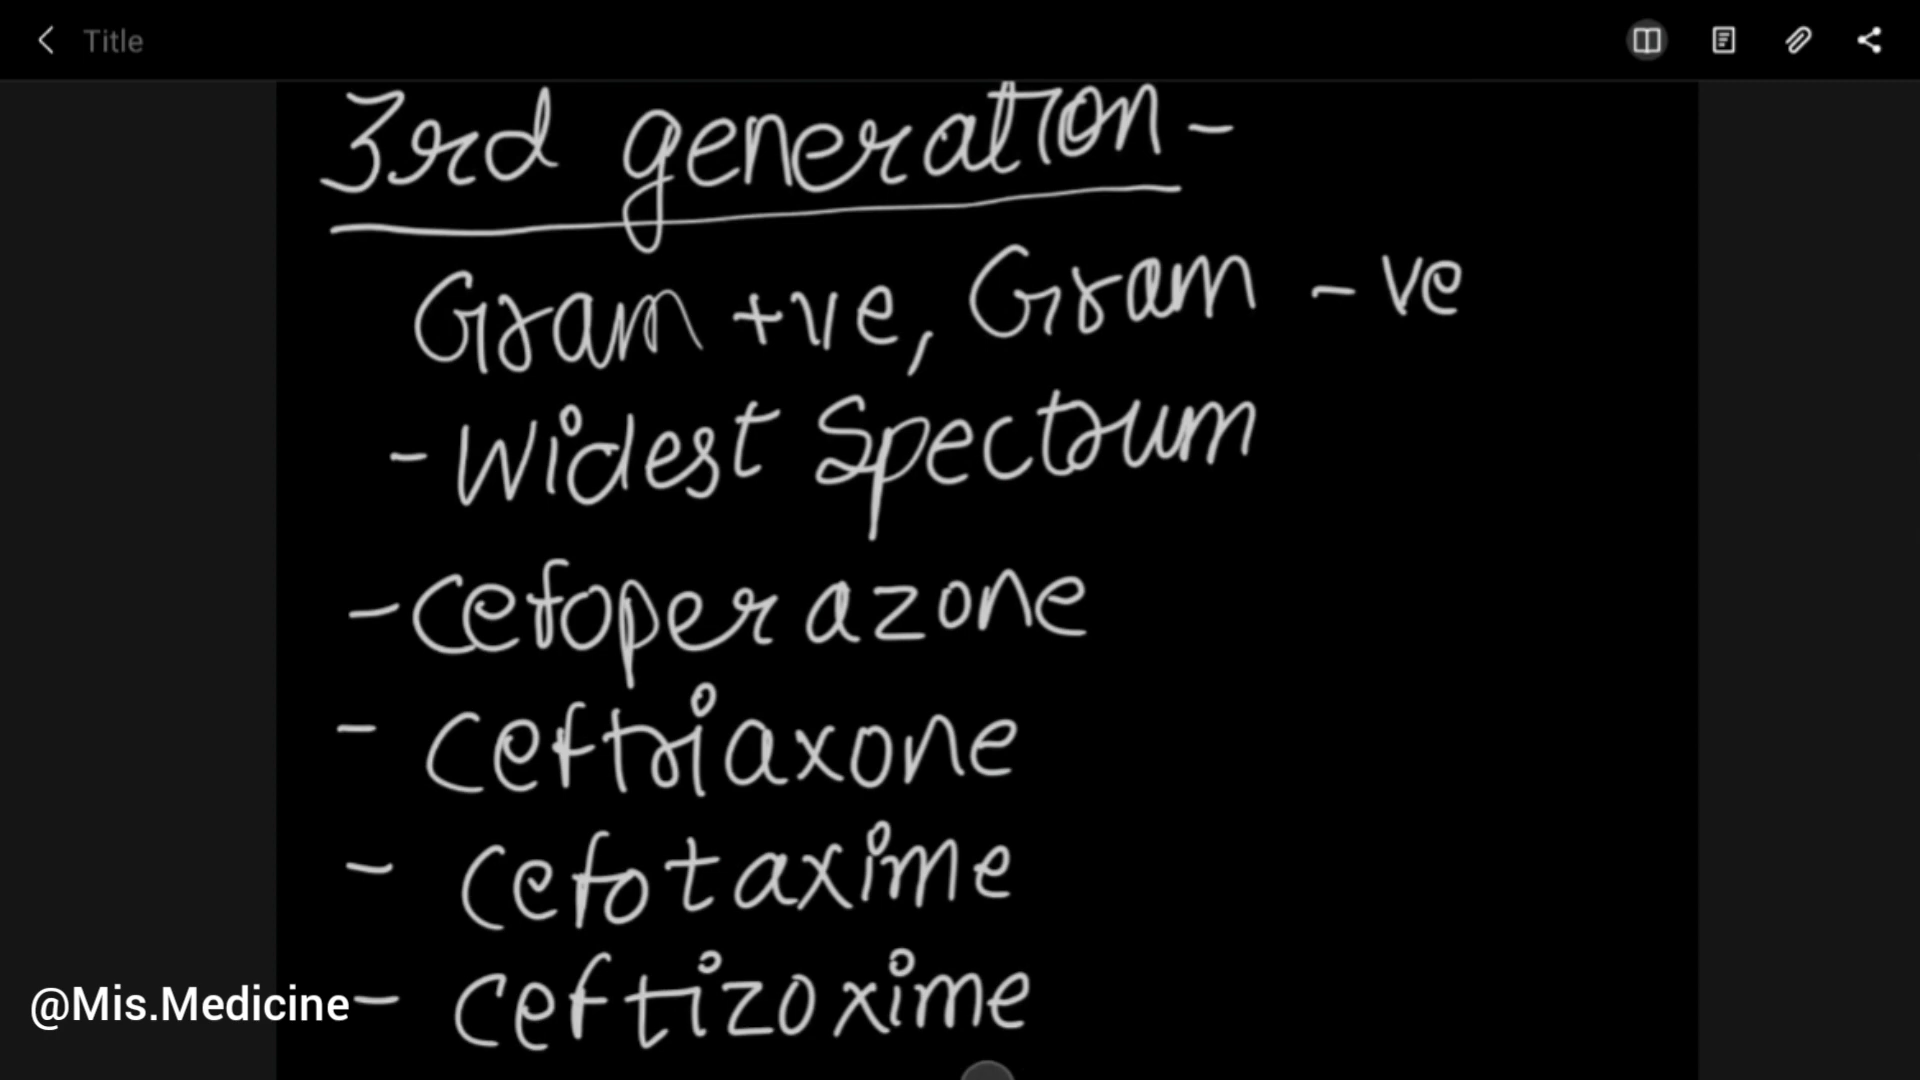 Title
3rd generation -
Gram +ve, Gram -ve
- Widest Spectrum
- Cefoperazone
- Ceftriaxone
- Cefotaxime
- Ceftizoxime
@Mis.Medicine